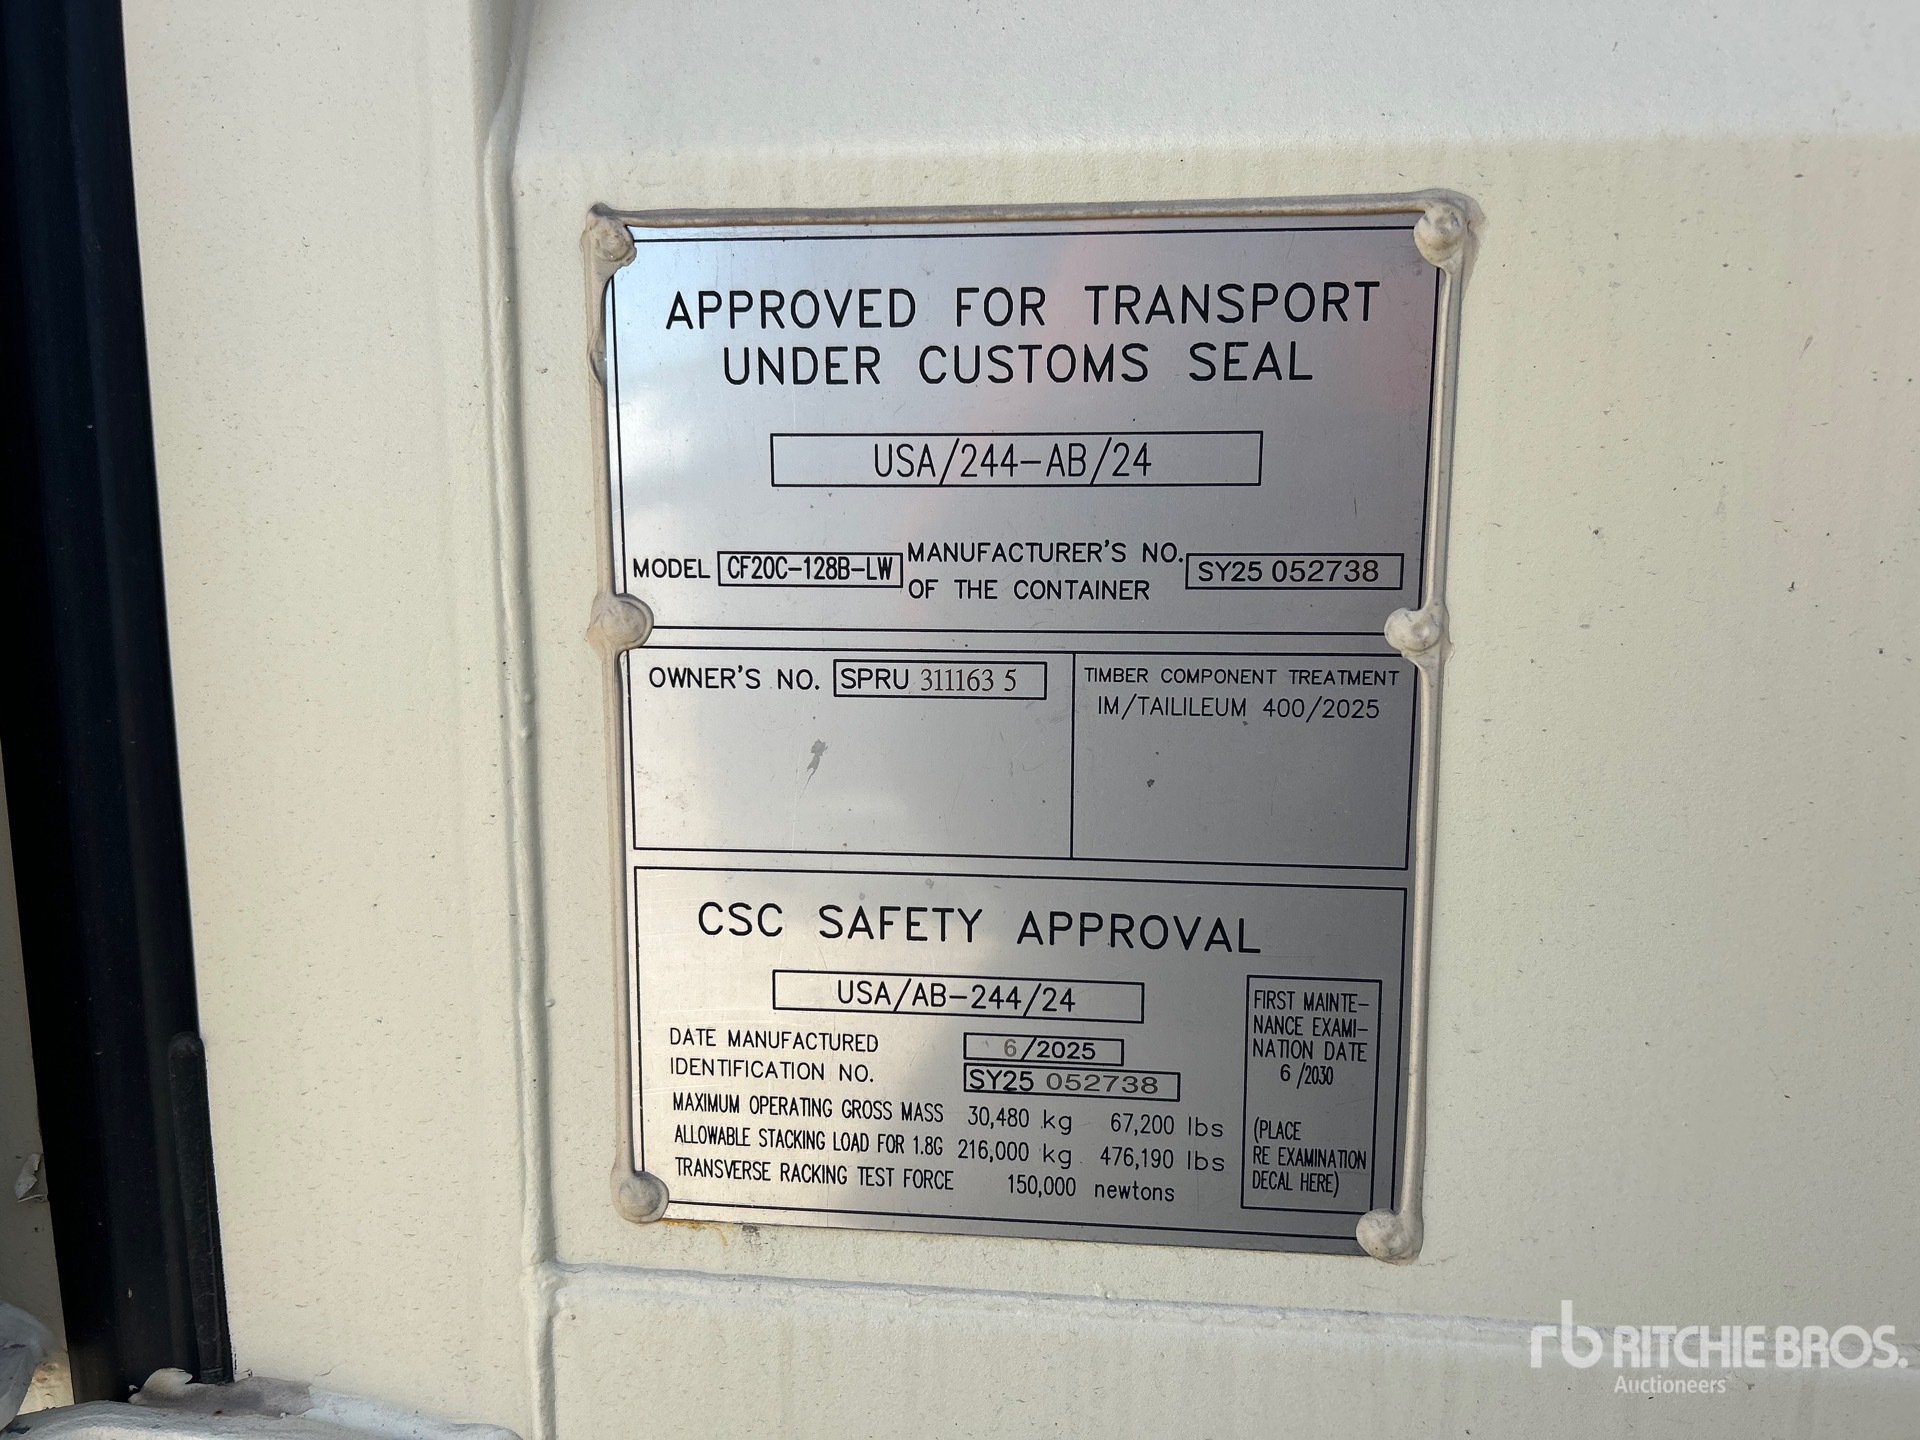 APPROVED FOR TRANSPORT
UNDER CUSTOMS SEAL
USA/244-AB/24
MODEL CF20C-128B-LW MANUFACTURER'S NO. OF THE CONTAINER SY25 052738
OWNER'S NO. SPRU 311163 5
TIMBER COMPONENT TREATMENT
IM/TAILILEUM 400/2025
CSC SAFETY APPROVAL
USA/AB-244/24
DATE MANUFACTURED 6/2025
IDENTIFICATION NO. SY25 052738
MAXIMUM OPERATING GROSS MASS 30,480 kg 67,200 lbs
ALLOWABLE STACKING LOAD FOR 1.8G 216,000 kg 476,190 lbs
TRANSVERSE RACKING TEST FORCE 150,000 newtons
FIRST MAINTE-
NANCE EXAMI-
NATION DATE
6 /2030
(PLACE
RE EXAMINATION
DECAL HERE)
rb RITCHIE BROS.
Auctioneers